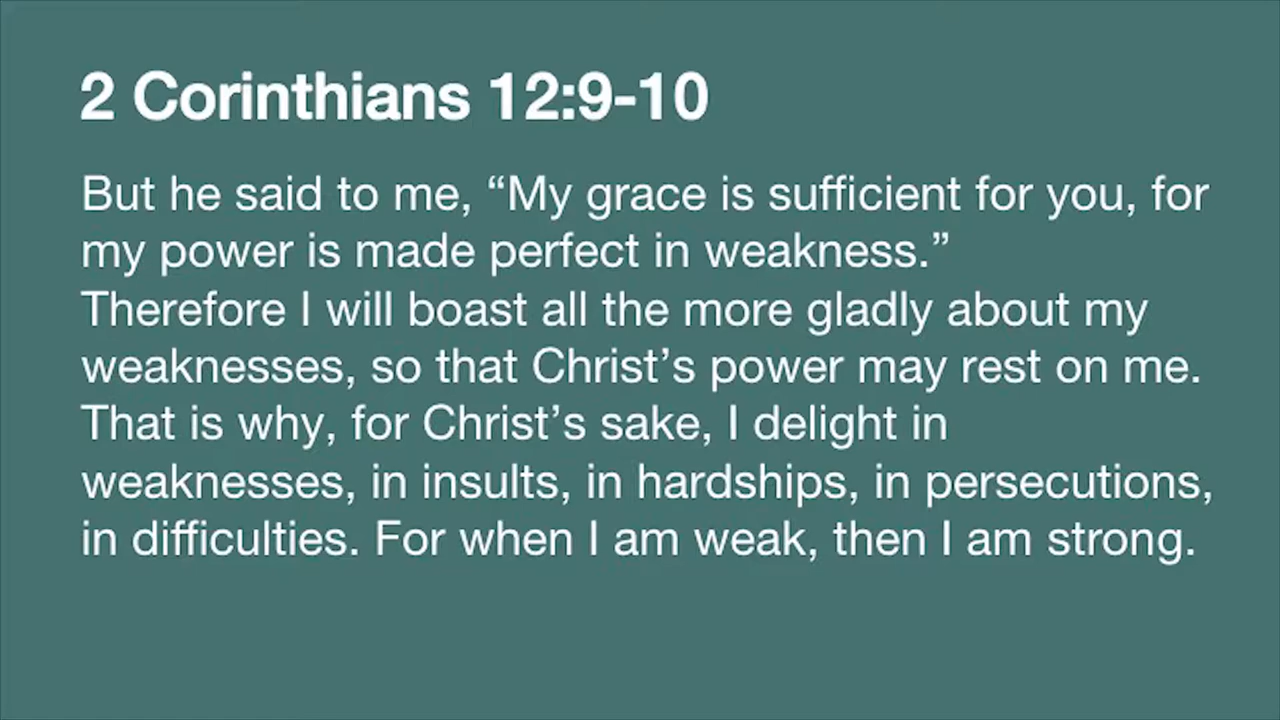 2 Corinthians 12:9-10
But he said to me, “My grace is sufficient for you, for
my power is made perfect in weakness.”
Therefore I will boast all the more gladly about my
weaknesses, so that Christ’s power may rest on me.
That is why, for Christ’s sake, I delight in
weaknesses, in insults, in hardships, in persecutions,
in difficulties. For when I am weak, then I am strong.